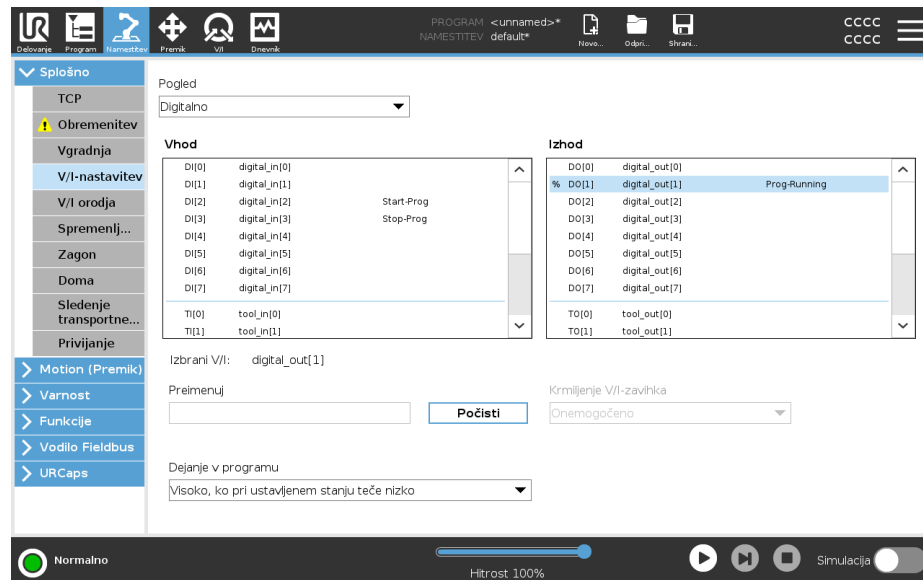 PROGRAM <unnamed>*
NAMESTITEV default*
CCCC
CCCC
Delovanje Program Namestitev Premik V/I Dnevnik Novo... Odpri... Shrani...
Splošno
TCP
Obremenitev
Vgradnja
V/I-nastavitev
V/I orodja
Spremenlj...
Zagon
Doma
Sledenje
transportne...
Privijanje
Motion (Premik)
Varnost
Funkcije
Vodilo Fieldbus
URCaps
Pogled
Digitalno
Vhod
DI[0] digital_in[0]
DI[1] digital_in[1]
DI[2] digital_in[2] Start-Prog
DI[3] digital_in[3] Stop-Prog
DI[4] digital_in[4]
DI[5] digital_in[5]
DI[6] digital_in[6]
DI[7] digital_in[7]
TI[0] tool_in[0]
TI[1] tool_in[1]
Izhod
DO[0] digital_out[0]
% DO[1] digital_out[1] Prog-Running
DO[2] digital_out[2]
DO[3] digital_out[3]
DO[4] digital_out[4]
DO[5] digital_out[5]
DO[6] digital_out[6]
DO[7] digital_out[7]
TO[0] tool_out[0]
TO[1] tool_out[1]
Izbrani V/I: digital_out[1]
Preimenuj
Počisti
Krmiljenje V/I-zavihka
Onemogočeno
Dejanje v programu
Visoko, ko pri ustavljenem stanju teče nizko
Normalno
Hitrost 100%
Simulacija